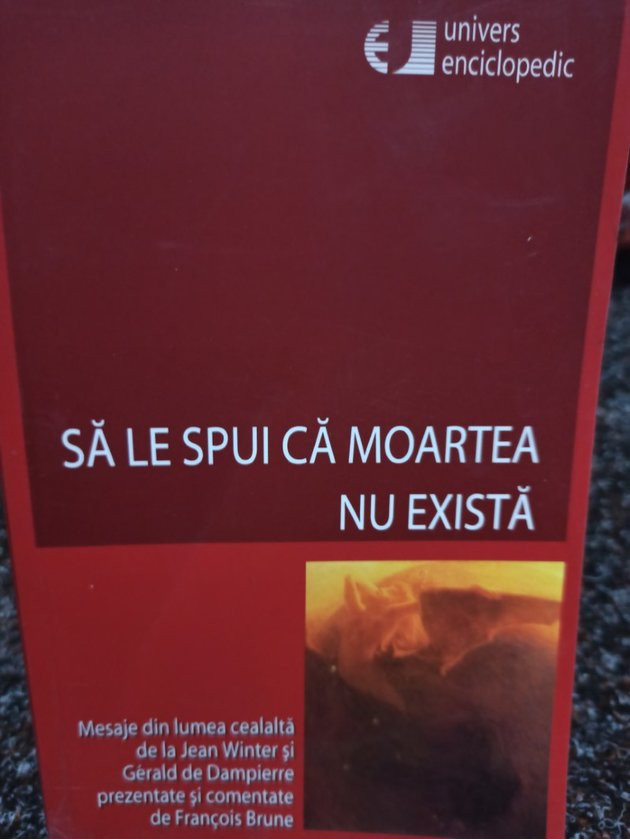 univers
enciclopedic
SĂ LE SPUI CĂ MOARTEA
NU EXISTĂ
Mesaje din lumea cealaltă
de la Jean Winter și
Gérald de Dampierre
prezentate și comentate
de François Brune